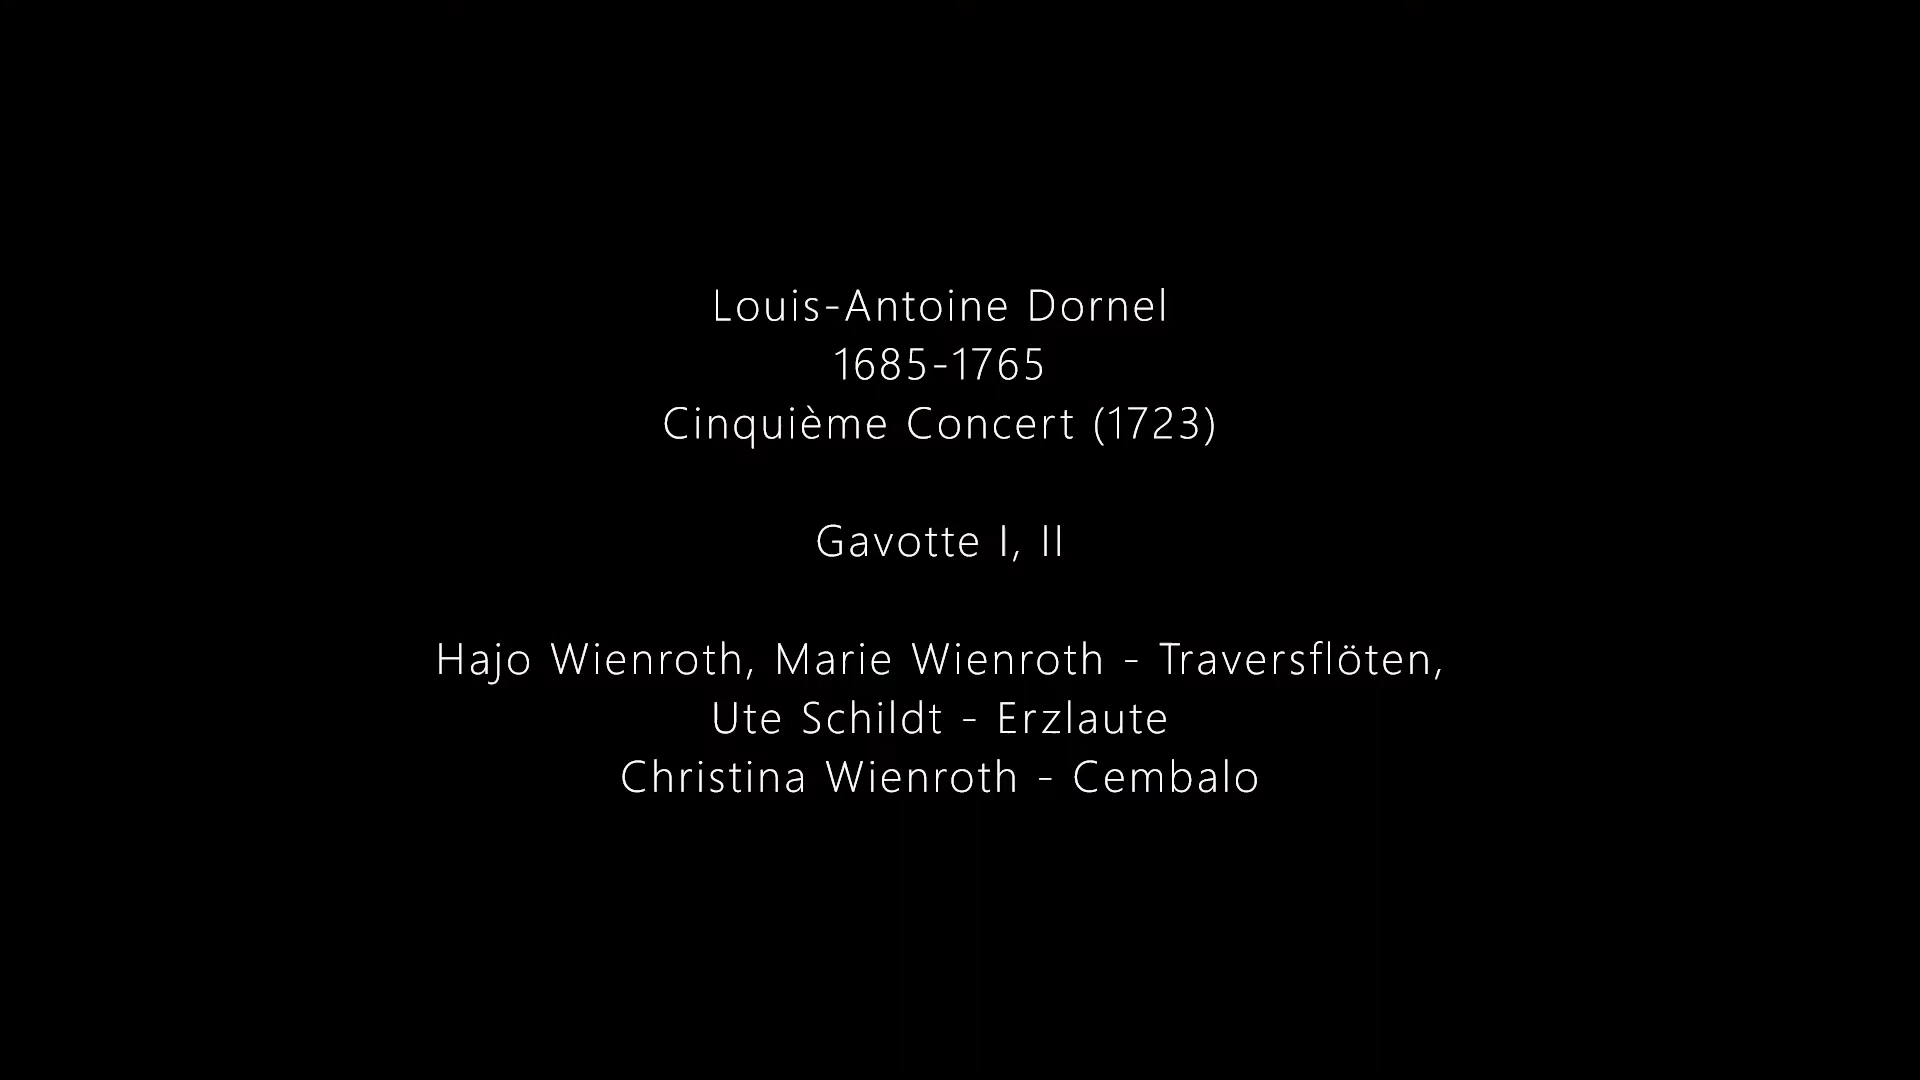 Louis-Antoine Dornel
1685-1765
Cinquième Concert (1723)
Gavotte I, II
Hajo Wienroth, Marie Wienroth - Traversflöten,
Ute Schildt - Erzlaute
Christina Wienroth - Cembalo